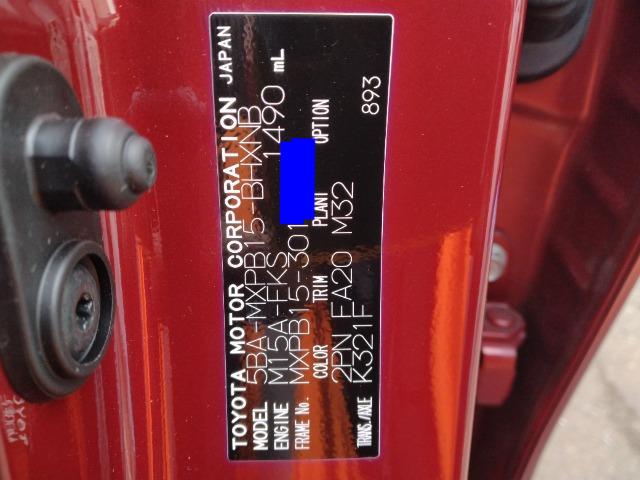 TOYOTA MOTOR CORPORATION JAPAN
MODEL 5BA-MXPB15-BHXNB
ENGINE M15A-FKS 1490 mL
FRAME No. MXPB15-301
COLOR TRIM PLANT OPTION
2PN EA20 M32 893
TRANS./AXLE K321F